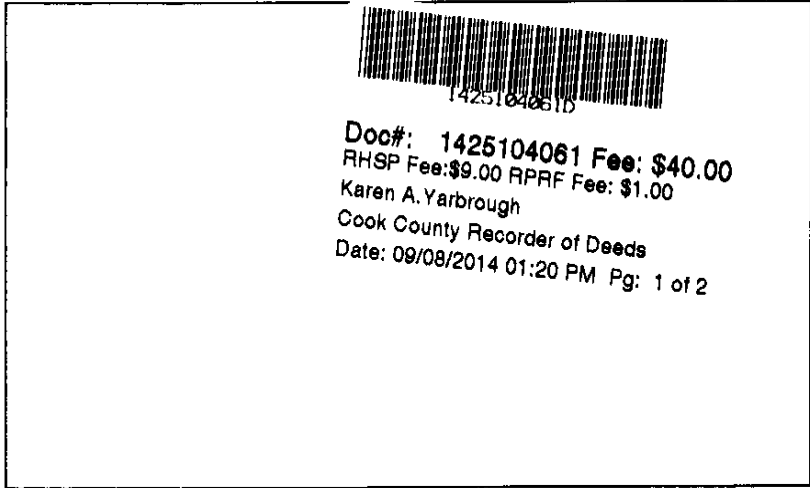 1425104061D
Doc#: 1425104061 Fee: $40.00
RHSP Fee:$9.00 RPRF Fee: $1.00
Karen A.Yarbrough
Cook County Recorder of Deeds
Date: 09/08/2014 01:20 PM Pg: 1 of 2